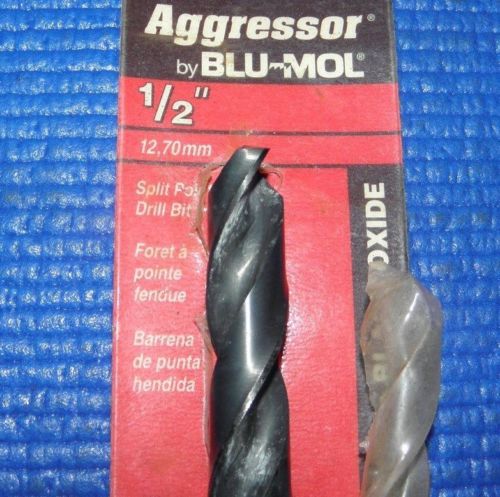 Aggressor®
by BLU-MOL®
1/2"
12,70mm
Split
Drill Bit
Foret à
pointe
fendue
Barrena
de punta
hendida
OXIDE